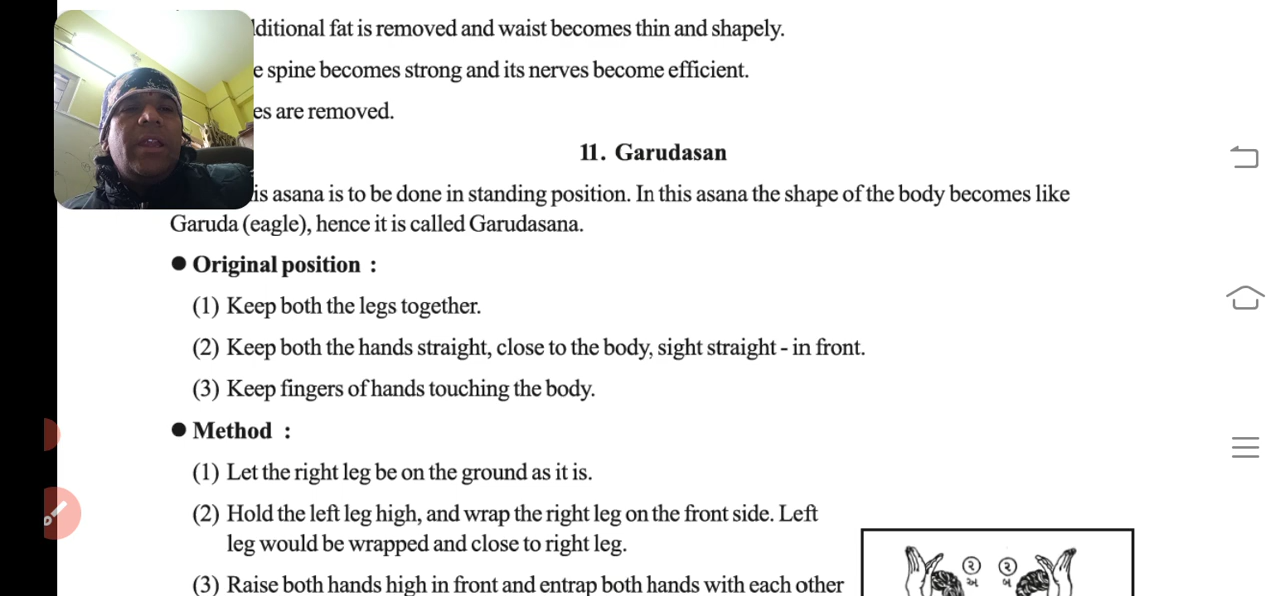 ditional fat is removed and waist becomes thin and shapely.
e spine becomes strong and its nerves become efficient.
es are removed.
11. Garudasan
is asana is to be done in standing position. In this asana the shape of the body becomes like
Garuda (eagle), hence it is called Garudasana.
● Original position :
(1) Keep both the legs together.
(2) Keep both the hands straight, close to the body, sight straight - in front.
(3) Keep fingers of hands touching the body.
● Method :
(1) Let the right leg be on the ground as it is.
(2) Hold the left leg high, and wrap the right leg on the front side. Left
leg would be wrapped and close to right leg.
(3) Raise both hands high in front and entrap both hands with each other
૨ ૨
અ બ